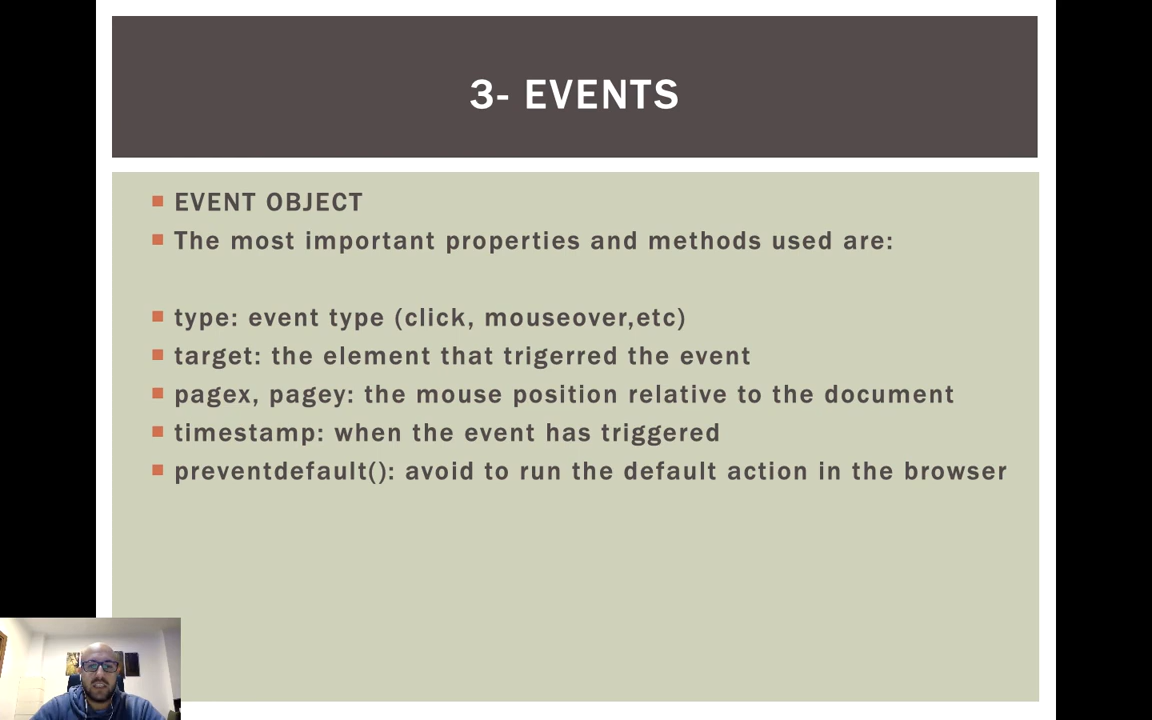 3- EVENTS
EVENT OBJECT
The most important properties and methods used are:
type: event type (click, mouseover,etc)
target: the element that trigerred the event
pagex, pagey: the mouse position relative to the document
timestamp: when the event has triggered
preventdefault(): avoid to run the default action in the browser